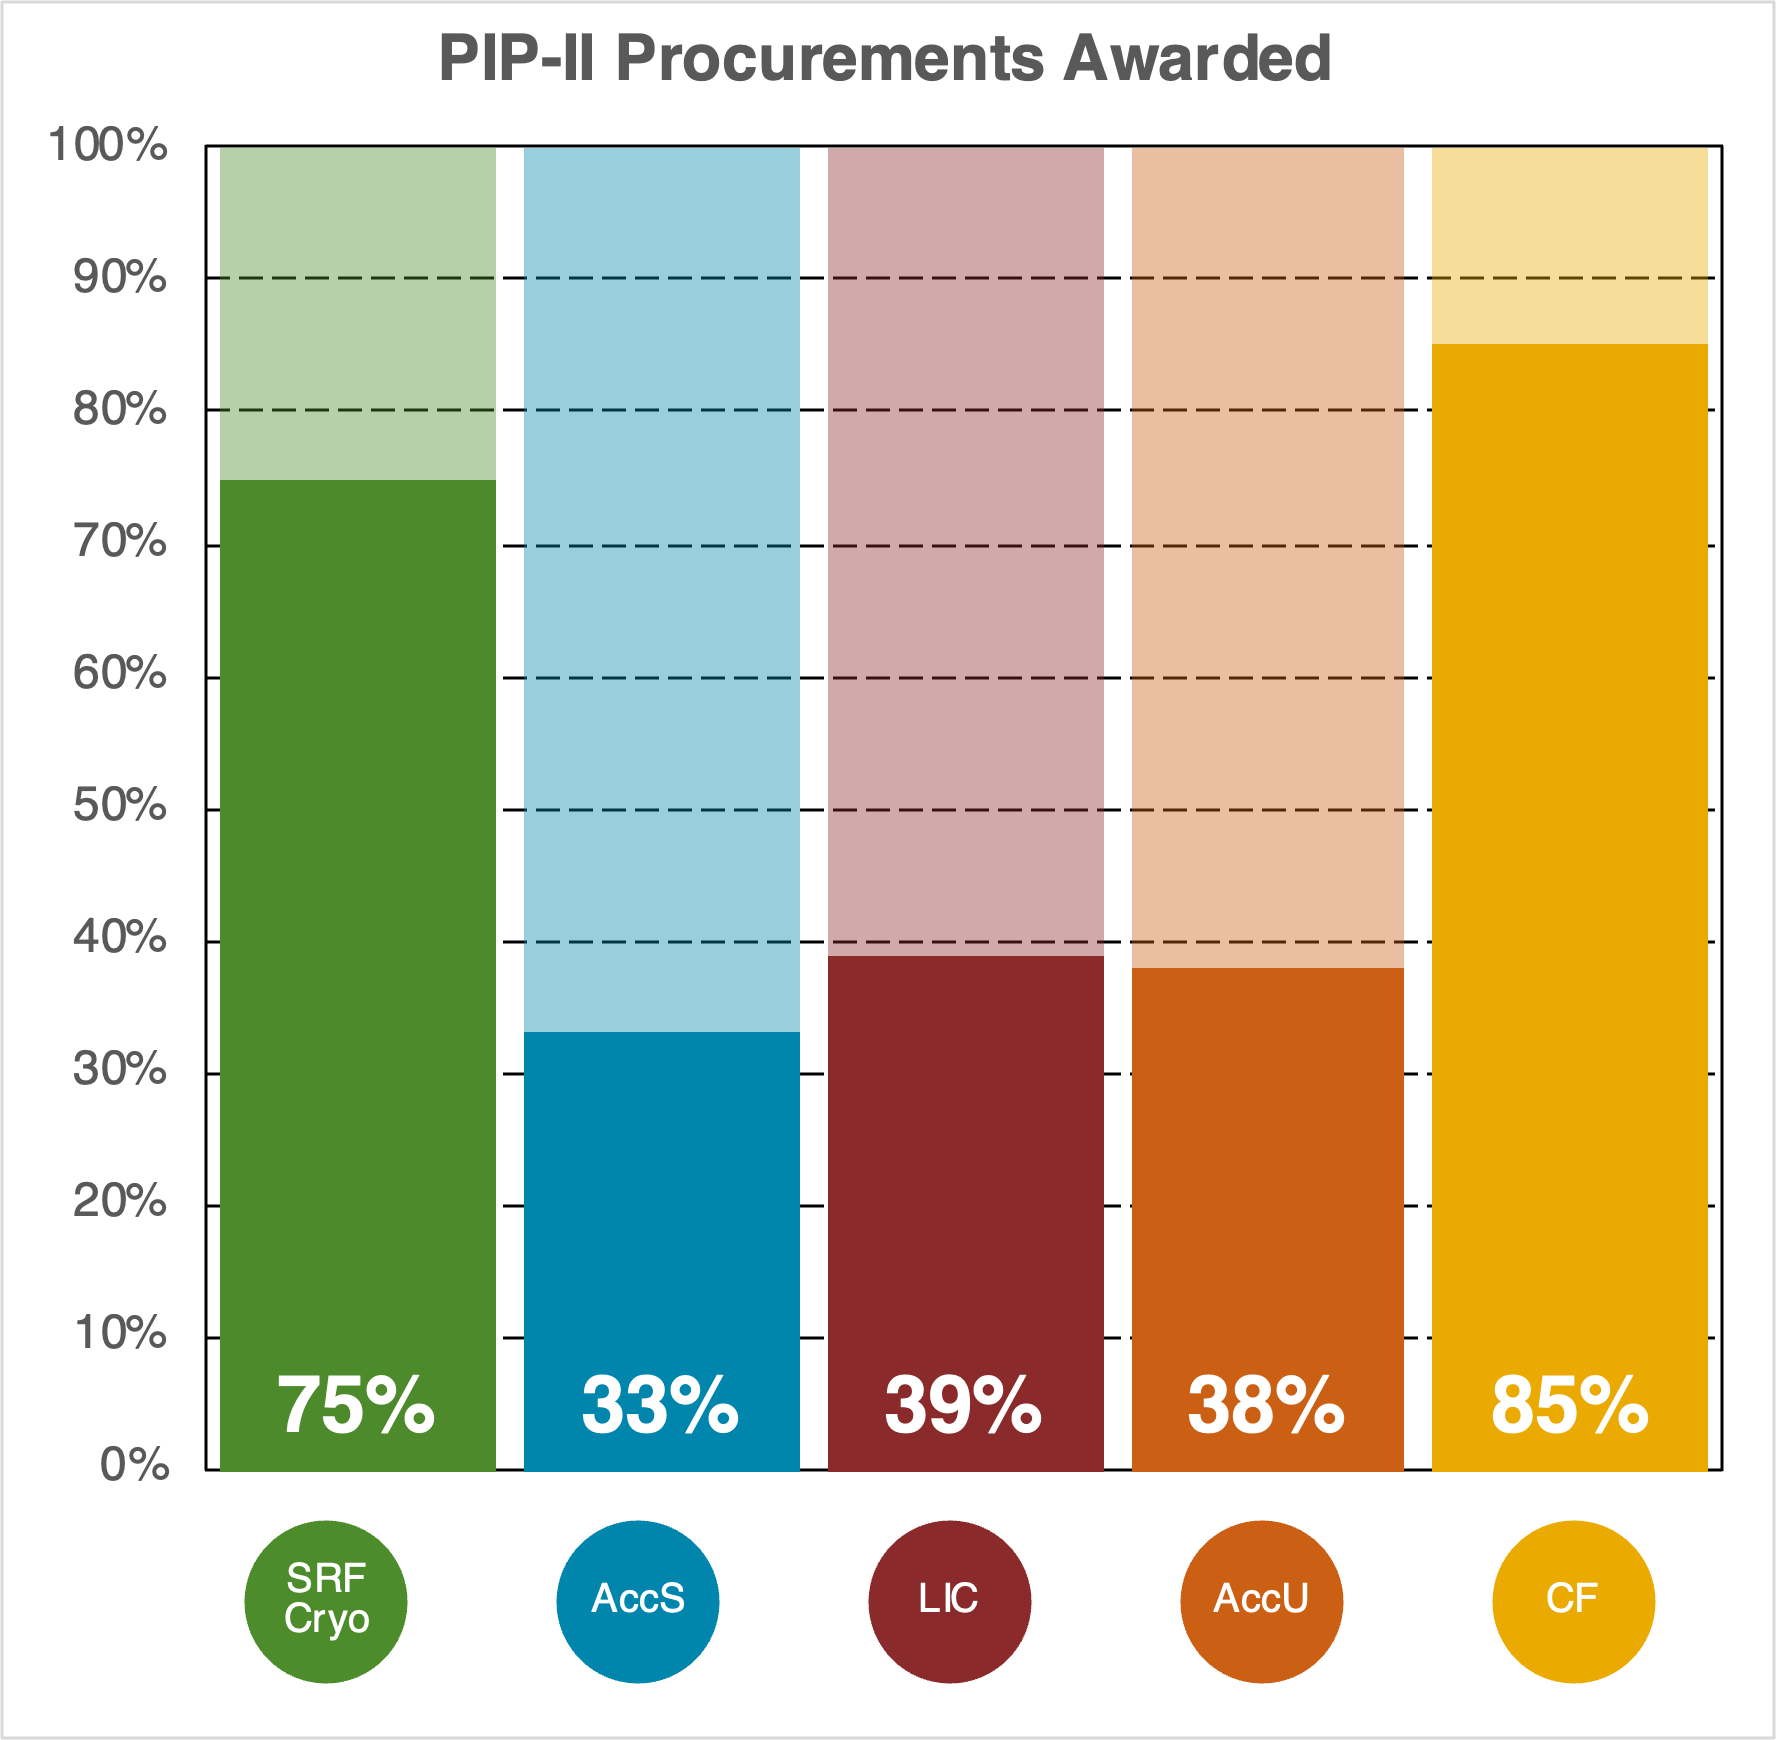 PIP-II Procurements Awarded
100%
90%
80%
70%
60%
50%
40%
30%
20%
10%
0%
75%
33%
39%
38%
85%
SRF
Cryo
AccS
LIC
AccU
CF